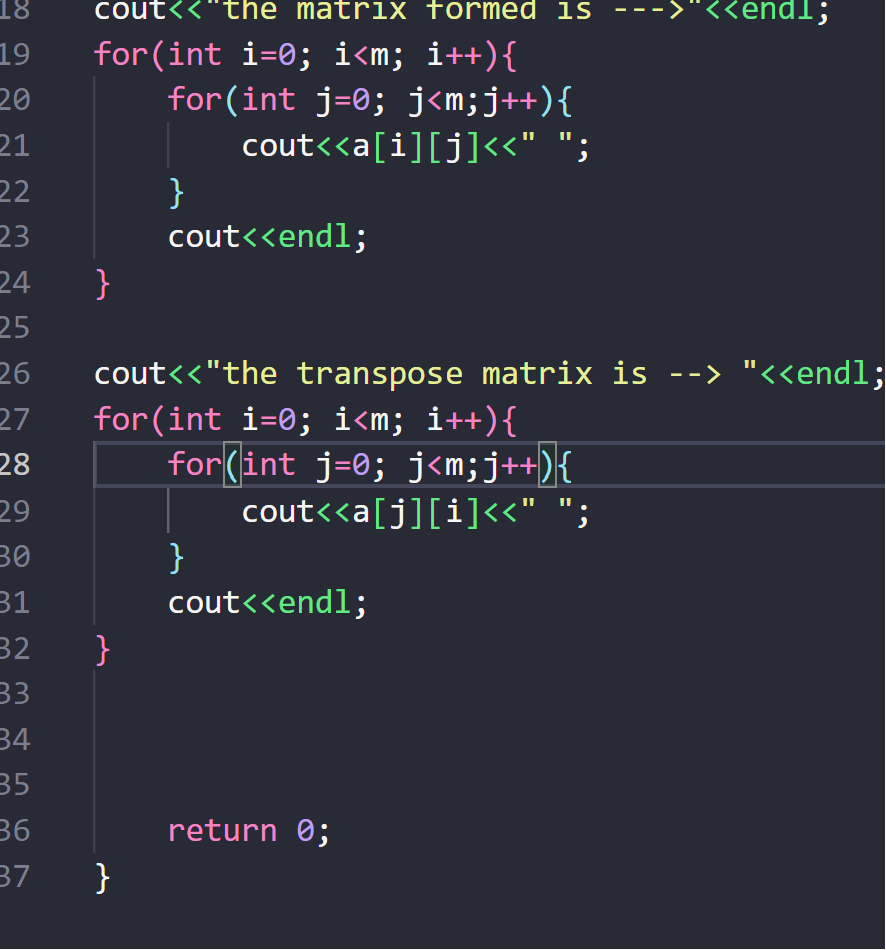 18 cout<<"the matrix formed is --->"<<endl;
19 for(int i=0; i<m; i++){
20     for(int j=0; j<m;j++){
21         cout<<a[i][j]<<" ";
22     }
23     cout<<endl;
24 }
25
26 cout<<"the transpose matrix is --> "<<endl;
27 for(int i=0; i<m; i++){
28     for(int j=0; j<m;j++){
29         cout<<a[j][i]<<" ";
30     }
31     cout<<endl;
32 }
33
34
35
36     return 0;
37 }